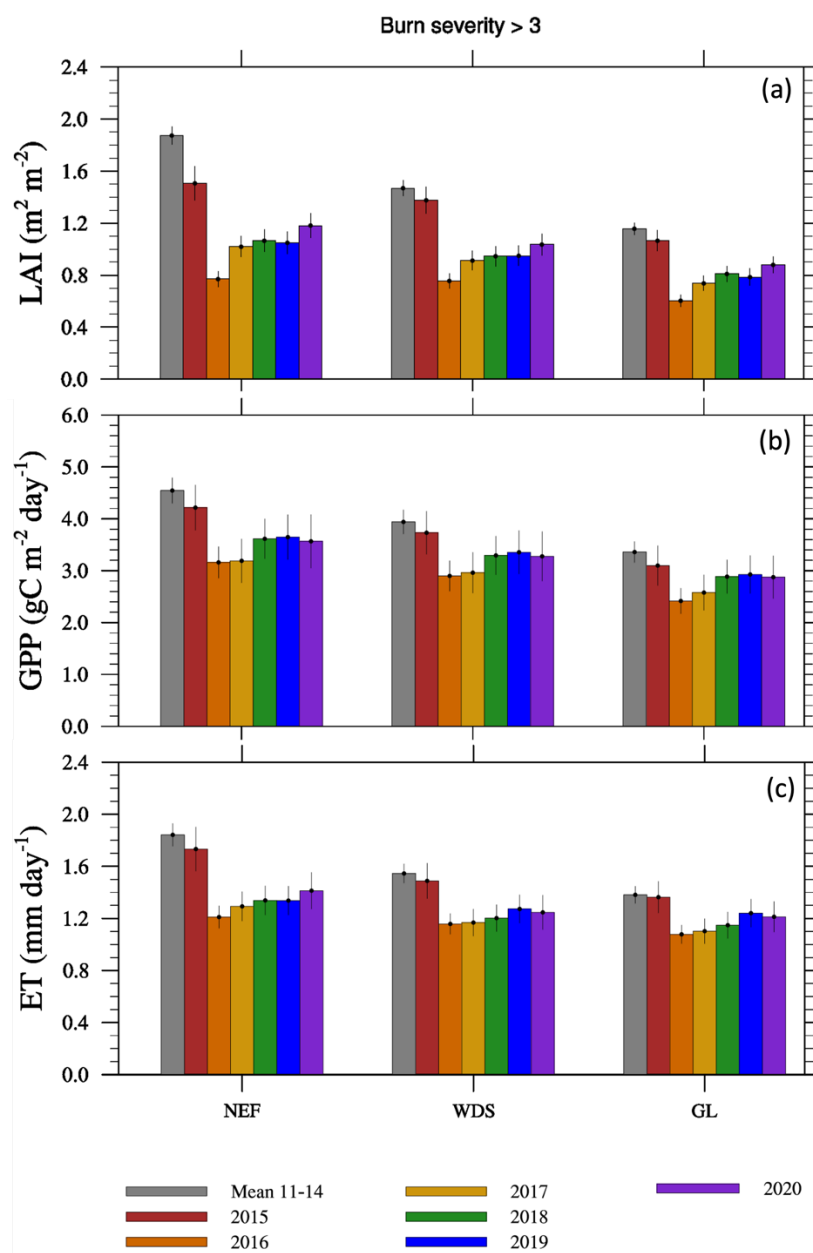 Burn severity > 3
(a)
LAI (m² m⁻²)
2.4
2.0
1.6
1.2
0.8
0.4
0.0
(b)
GPP (gC m⁻² day⁻¹)
6.0
5.0
4.0
3.0
2.0
1.0
0.0
(c)
ET (mm day⁻¹)
2.4
2.0
1.6
1.2
0.8
0.4
0.0
NEF WDS GL
Mean 11-14 2017 2020
2015 2018
2016 2019